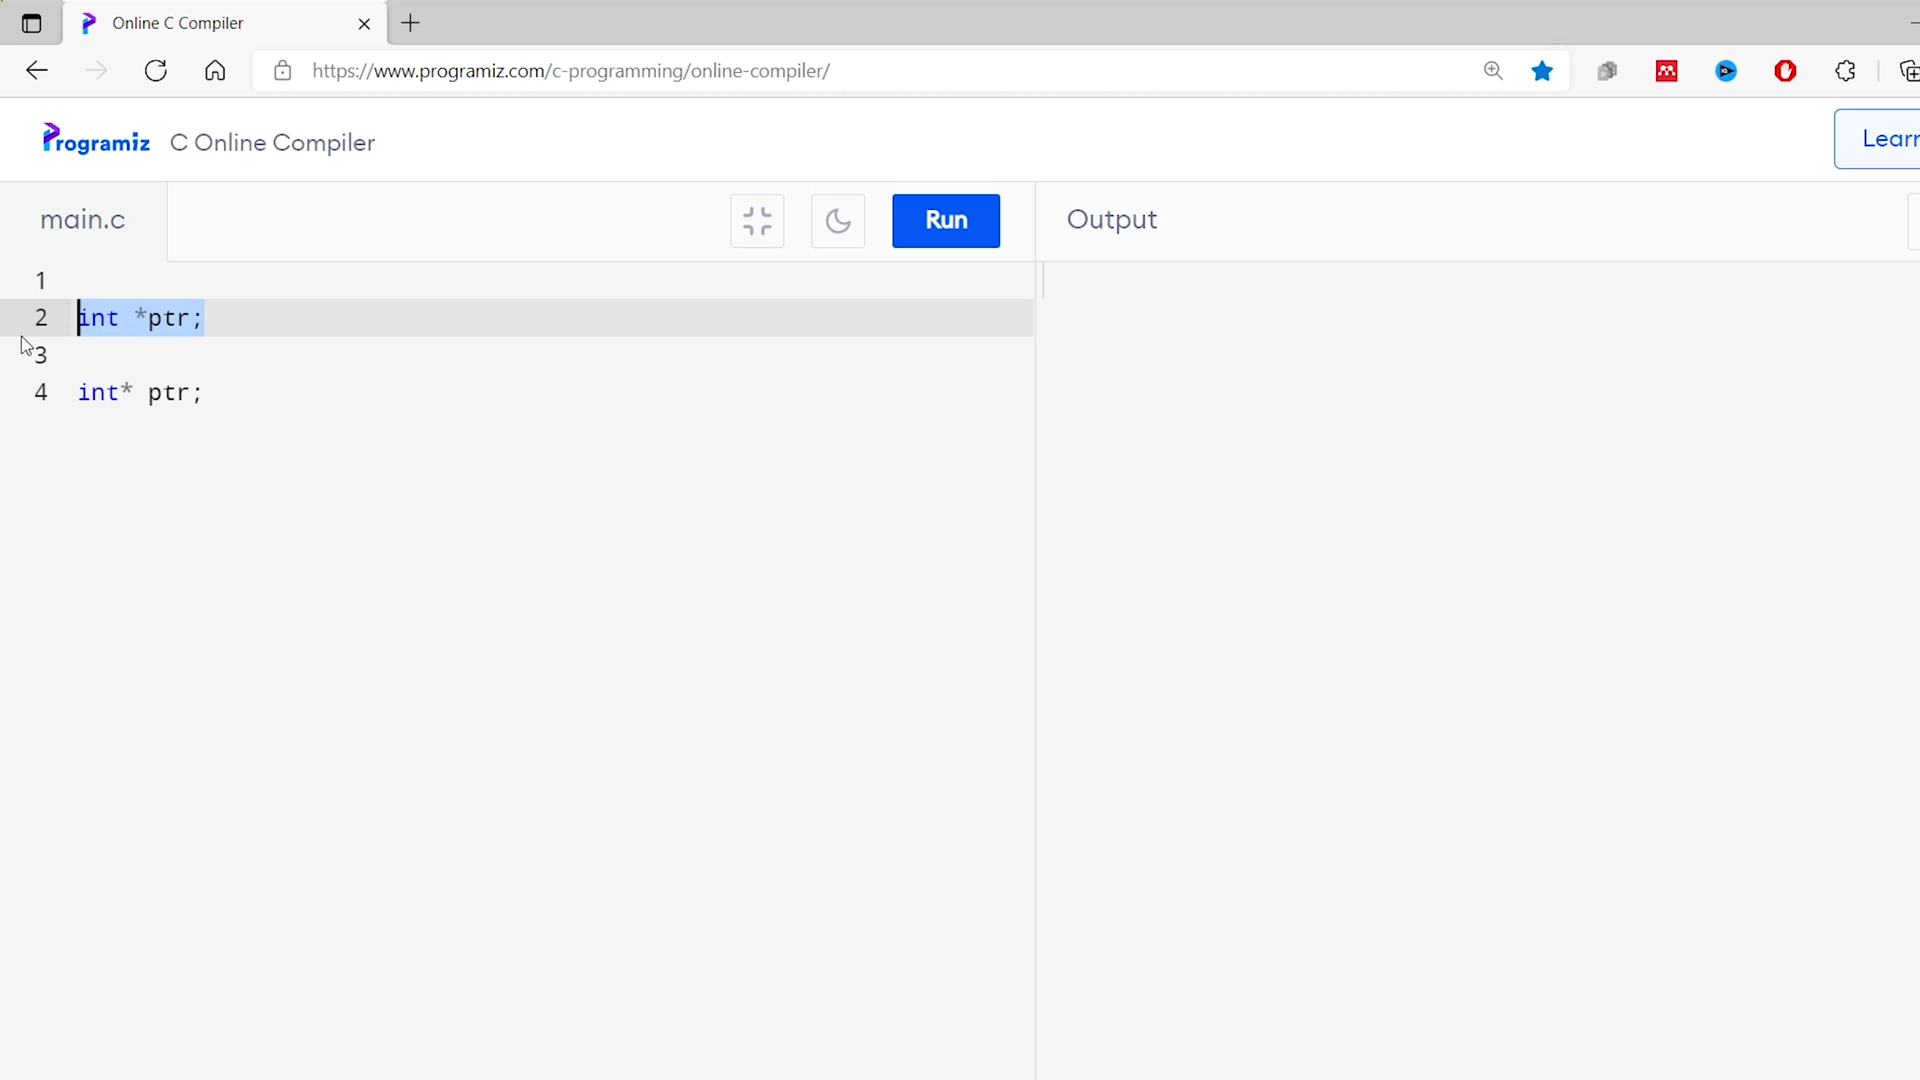 Online C Compiler
https://www.programiz.com/c-programming/online-compiler/
Programiz C Online Compiler
Learn
main.c
Run
Output
1
2 int *ptr;
3
4 int* ptr;